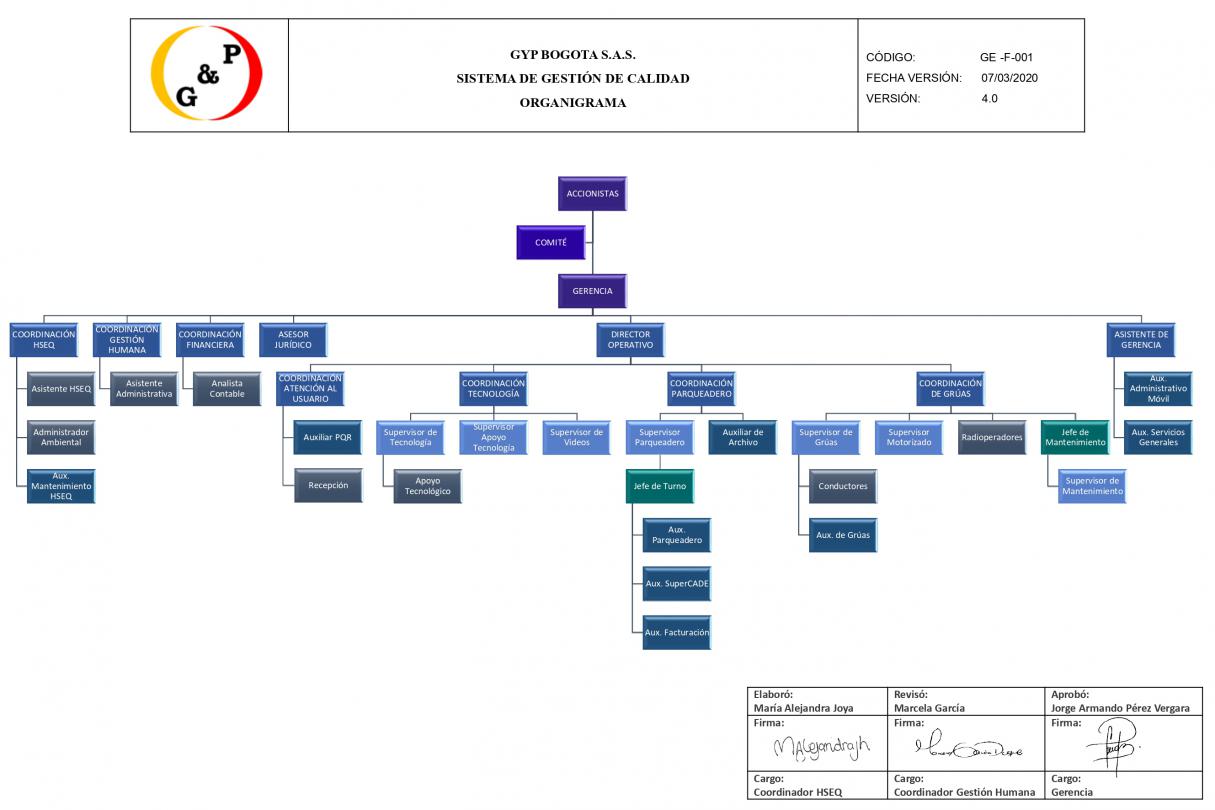 G & P
GYP BOGOTA S.A.S.
SISTEMA DE GESTIÓN DE CALIDAD
ORGANIGRAMA
CÓDIGO: GE -F-001
FECHA VERSIÓN: 07/03/2020
VERSIÓN: 4.0
ACCIONISTAS
COMITÉ
GERENCIA
COORDINACIÓN
HSEQ
COORDINACIÓN
GESTIÓN
HUMANA
COORDINACIÓN
FINANCIERA
ASESOR
JURÍDICO
DIRECTOR
OPERATIVO
ASISTENTE DE
GERENCIA
Asistente HSEQ
Administrador
Ambiental
Aux.
Mantenimiento
HSEQ
Asistente
Administrativa
Analista
Contable
COORDINACIÓN
ATENCIÓN AL
USUARIO
Auxiliar PQR
Recepción
COORDINACIÓN
TECNOLOGÍA
Supervisor de
Tecnología
Apoyo
Tecnológico
Supervisor
Apoyo
Tecnología
Supervisor de
Videos
COORDINACIÓN
PARQUEADERO
Supervisor
Parqueadero
Jefe de Turno
Aux.
Parqueadero
Aux. SuperCADE
Aux. Facturación
Auxiliar de
Archivo
COORDINACIÓN
DE GRÚAS
Supervisor de
Grúas
Conductores
Aux. de Grúas
Supervisor
Motorizado
Radioperadores
Jefe de
Mantenimiento
Supervisor de
Mantenimiento
Aux.
Administrativo
Móvil
Aux. Servicios
Generales
Elaboró: Revisó: Aprobó:
María Alejandra Joya Marcela García Jorge Armando Pérez Vergara
Firma: Firma: Firma:
MAlejandrajh
Cargo: Cargo: Cargo:
Coordinador HSEQ Coordinador Gestión Humana Gerencia